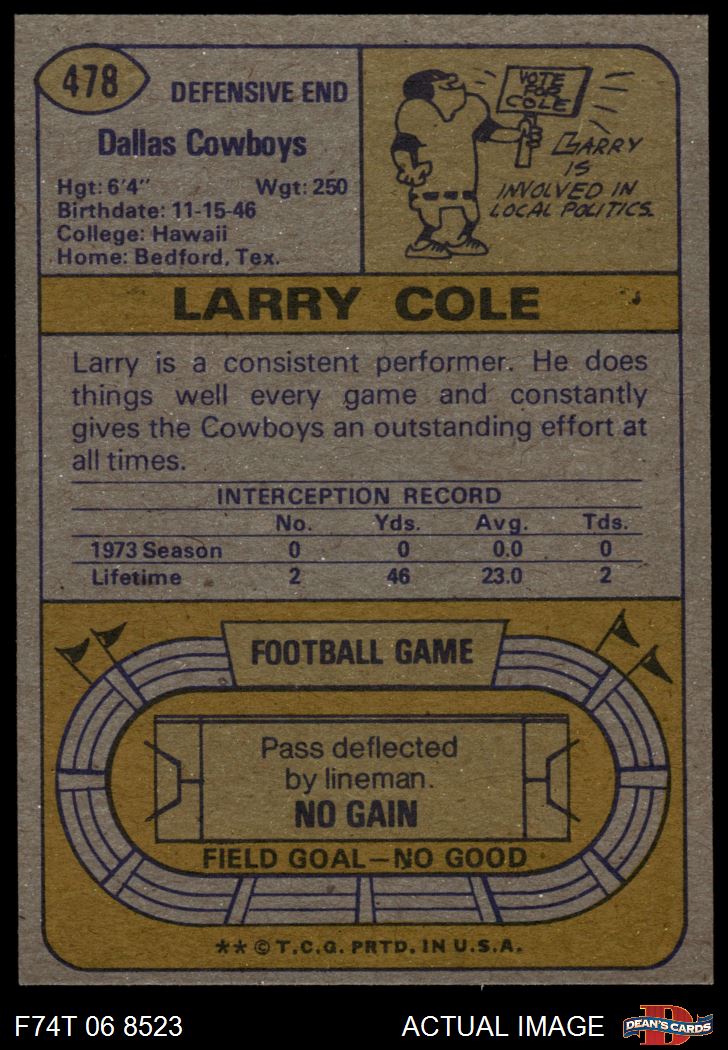 478
DEFENSIVE END
Dallas Cowboys
Hgt: 6'4" Wgt: 250
Birthdate: 11-15-46
College: Hawaii
Home: Bedford, Tex.
VOTE
FOR
COLE
LARRY
IS
INVOLVED IN
LOCAL POLITICS.
LARRY COLE
Larry is a consistent performer. He does
things well every game and constantly
gives the Cowboys an outstanding effort at
all times.
INTERCEPTION RECORD
No. Yds. Avg. Tds.
1973 Season 0 0 0.0 0
Lifetime 2 46 23.0 2
FOOTBALL GAME
Pass deflected
by lineman.
NO GAIN
FIELD GOAL—NO GOOD
** © T.C.G. PRTD. IN U.S.A.
F74T 06 8523 ACTUAL IMAGE
D
DEAN'S CARDS